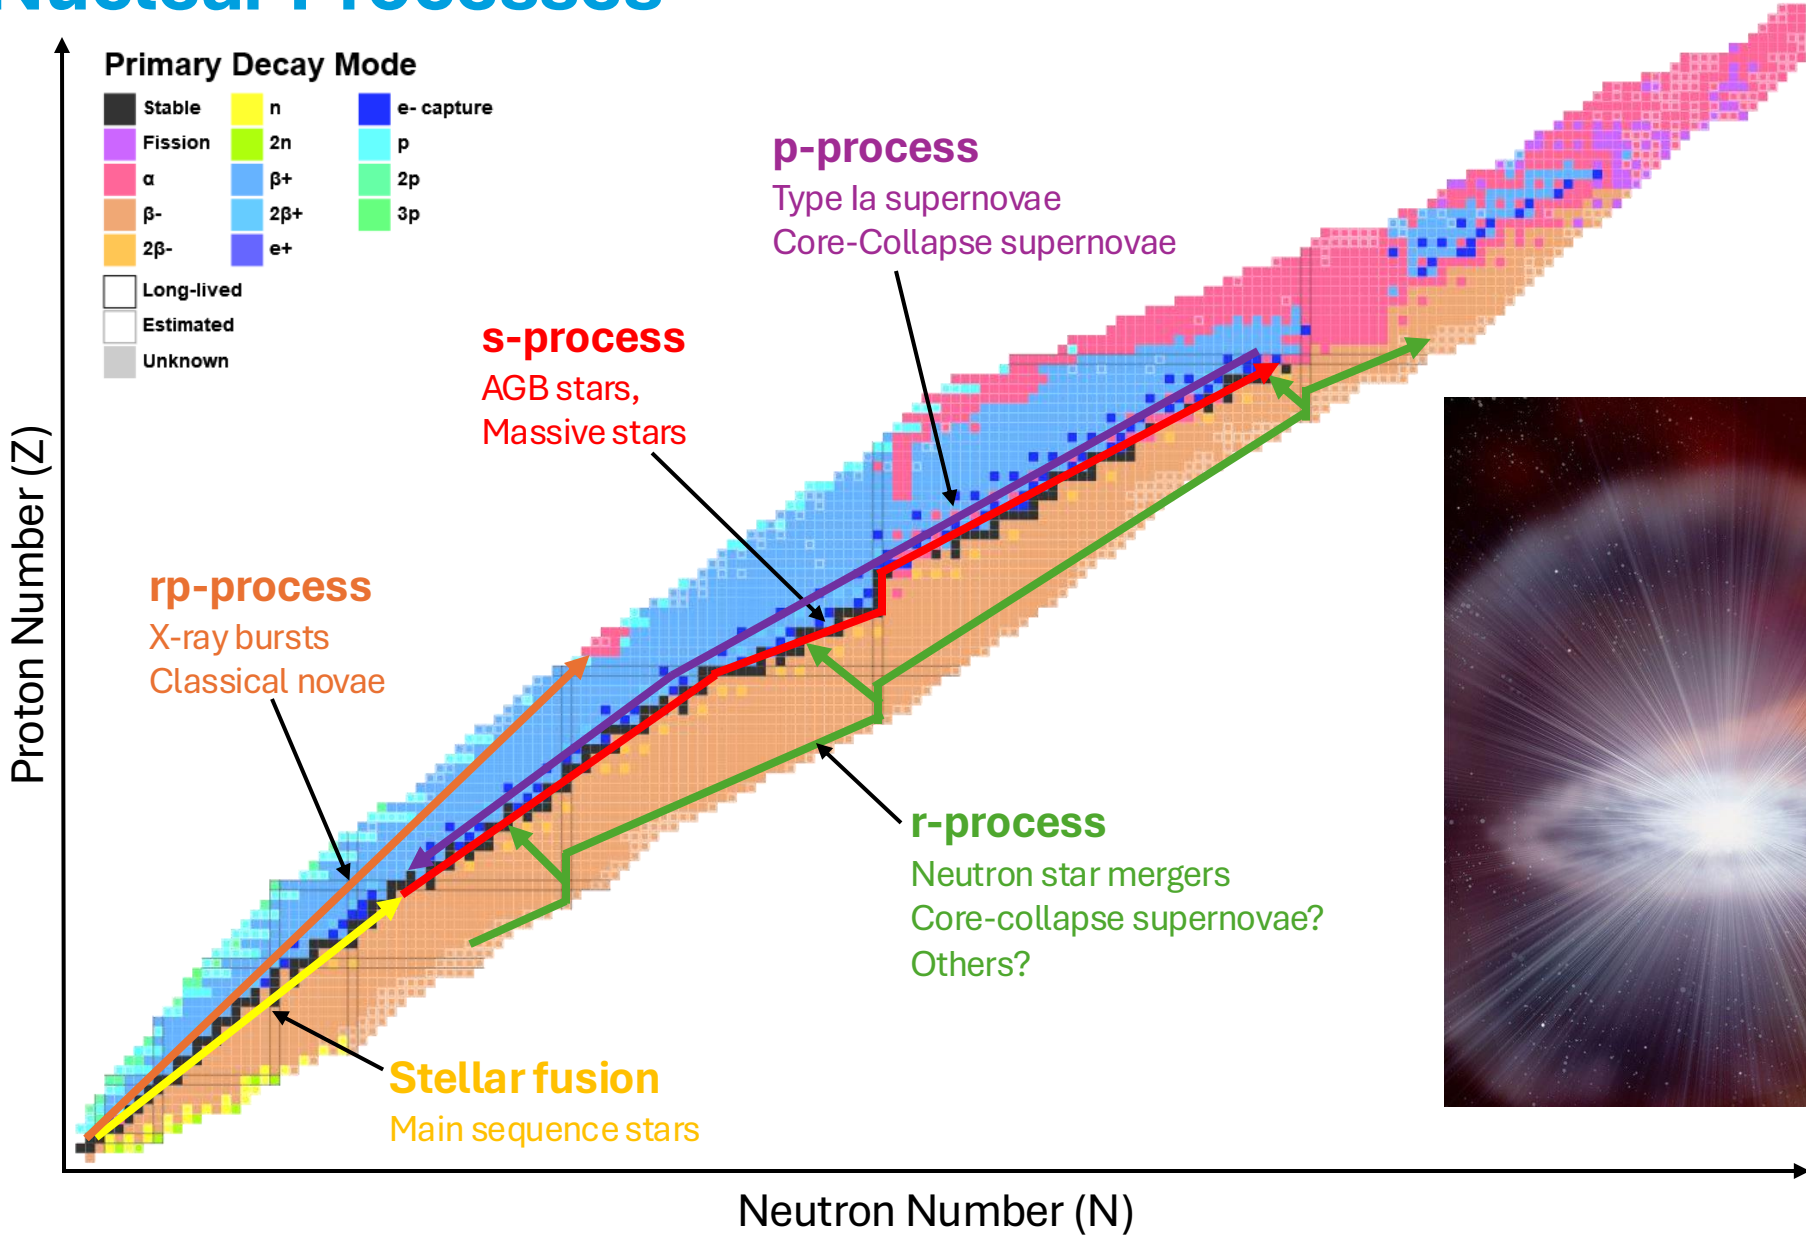 Nuclear Processes
Primary Decay Mode
Stable
n
e- capture
Fission
2n
p
α
β+
2p
β-
2β+
3p
2β-
e+
Long-lived
Estimated
Unknown
p-process
Type Ia supernovae
Core-Collapse supernovae
s-process
AGB stars,
Massive stars
rp-process
X-ray bursts
Classical novae
r-process
Neutron star mergers
Core-collapse supernovae?
Others?
Stellar fusion
Main sequence stars
Proton Number (Z)
Neutron Number (N)